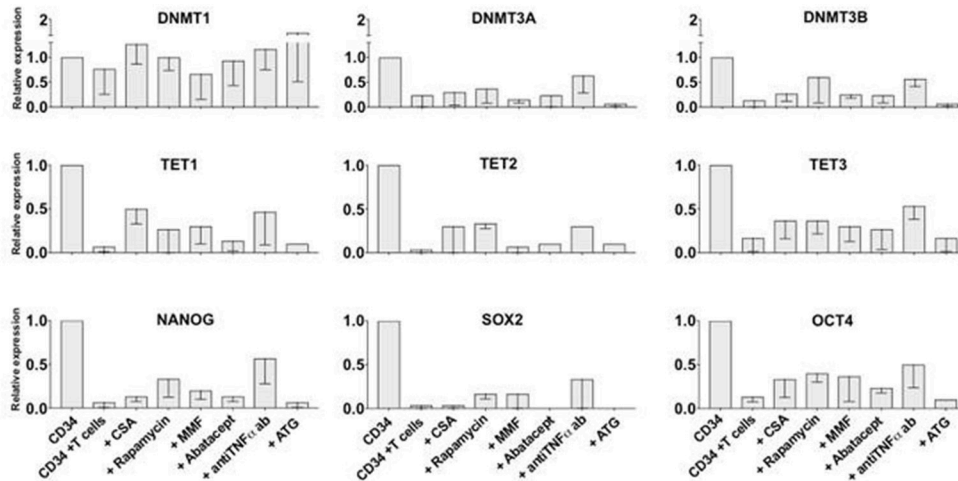 DNMT1 DNMT3A DNMT3B
Relative expression
2 2 2
1.0 1.0 1.0
0.5 0.5 0.5
0.0 0.0 0.0
TET1 TET2 TET3
Relative expression
1.0 1.0 1.0
0.5 0.5 0.5
0.0 0.0 0.0
NANOG SOX2 OCT4
Relative expression
1.0 1.0 1.0
0.5 0.5 0.5
0.0 0.0 0.0
CD34 CD34 +T cells + CSA + Rapamycin + MMF + Abatacept + antiTNFα ab + ATG
CD34 CD34 +T cells + CSA + Rapamycin + MMF + Abatacept + antiTNFα ab + ATG
CD34 CD34 +T cells + CSA + Rapamycin + MMF + Abatacept + antiTNFα ab + ATG